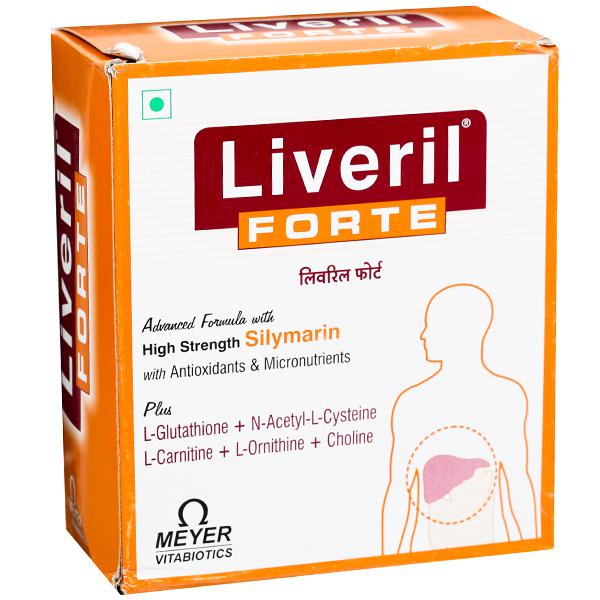 Liveril®
FORTE
लिवरिल फोर्ट
Advanced Formula with
High Strength Silymarin
with Antioxidants & Micronutrients
Plus
L-Glutathione + N-Acetyl-L-Cysteine
L-Carnitine + L-Ornithine + Choline
MEYER
VITABIOTICS
Liveril®
FORTE